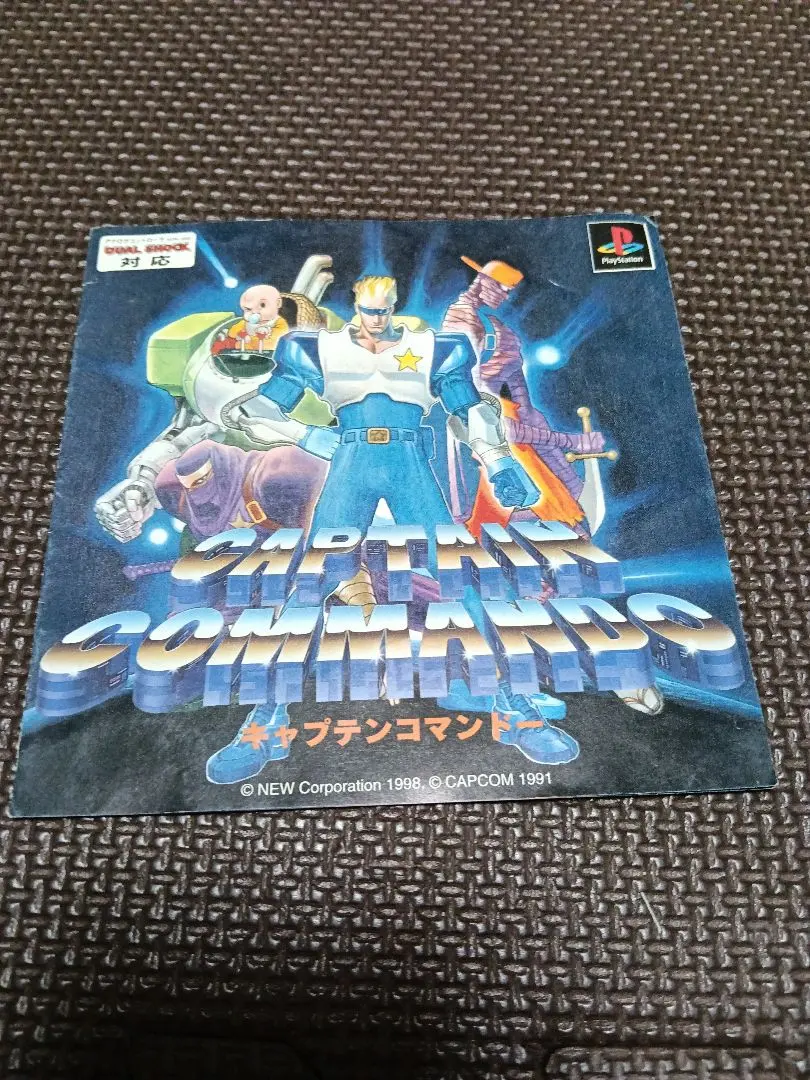 DUAL SHOCK
対応
PlayStation
CAPTAIN
COMMANDO
キャプテンコマンドー
© NEW Corporation 1998, © CAPCOM 1991